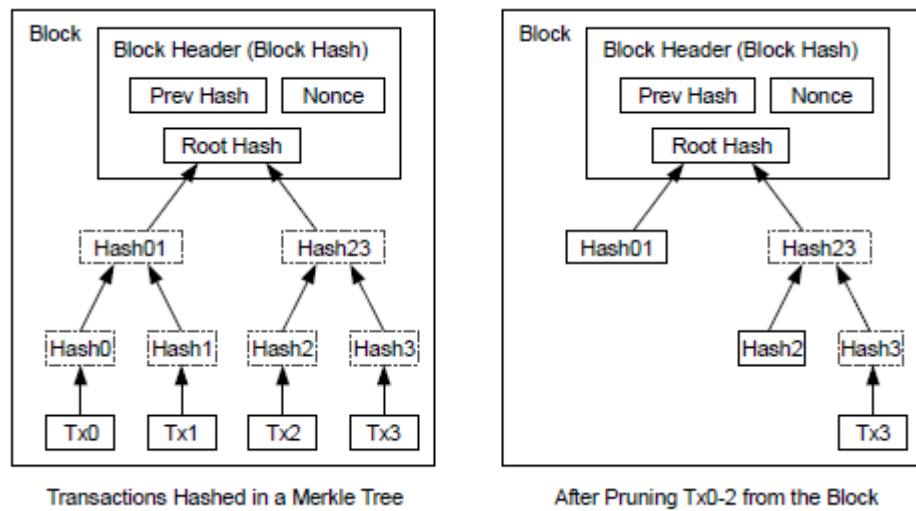 Block
Block Header (Block Hash)
Prev Hash
Nonce
Root Hash
Hash01
Hash23
Hash0
Hash1
Hash2
Hash3
Tx0
Tx1
Tx2
Tx3
Transactions Hashed in a Merkle Tree
Block
Block Header (Block Hash)
Prev Hash
Nonce
Root Hash
Hash01
Hash23
Hash2
Hash3
Tx3
After Pruning Tx0-2 from the Block